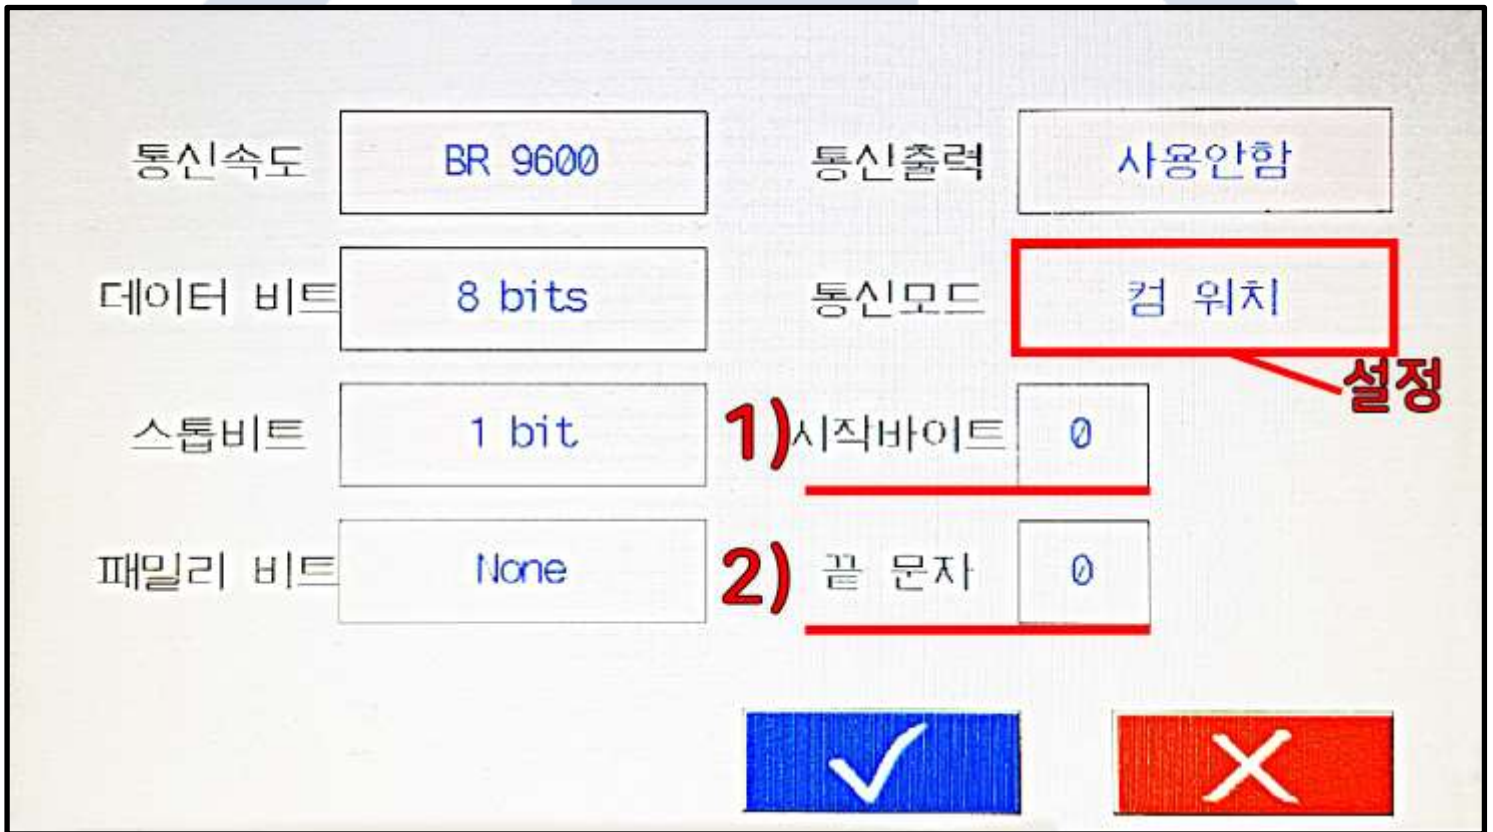 통신속도 BR 9600 통신출력 사용안함
데이터 비트 8 bits 통신모드 컴 위치
설정
스톱비트 1 bit 1) 시작바이트 0
패밀리 비트 None 2) 끝 문자 0